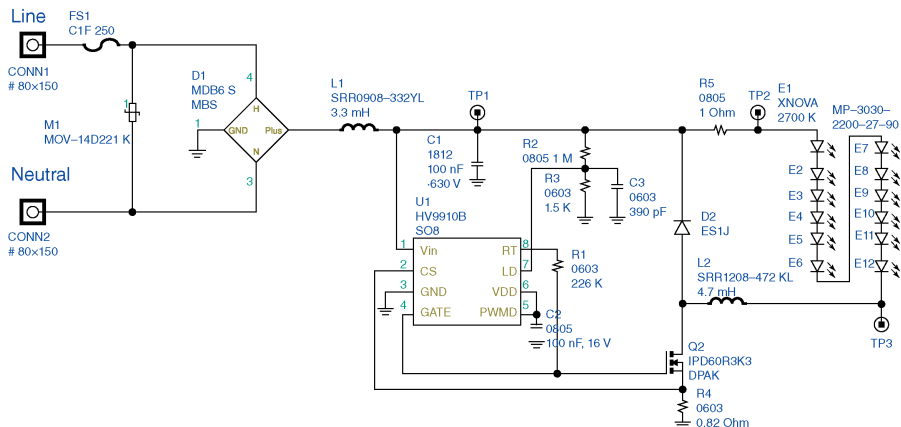 Line
FS1
C1F 250
CONN1
# 80×150
D1
MDB6 S
MBS
4
H
1
GND
Plus
N
3
1
M1
MOV–14D221 K
Neutral
CONN2
# 80×150
L1
SRR0908–332YL
3.3 mH
TP1
C1
1812
100 nF
-630 V
R2
0805 1 M
R3
0603
1.5 K
C3
0603
390 pF
U1
HV9910B
SO8
1
Vin
RT
8
2
CS
LD
7
3
GND
VDD
6
4
GATE
PWMD
5
R1
0603
226 K
C2
0805
100 nF, 16 V
R5
0805
1 Ohm
TP2
E1
XNOVA
2700 K
MP–3030–
2200–27–90
E2
E3
E4
E5
E6
E7
E8
E9
E10
E11
E12
D2
ES1J
L2
SRR1208–472 KL
4.7 mH
TP3
Q2
IPD60R3K3
DPAK
R4
0603
0.82 Ohm